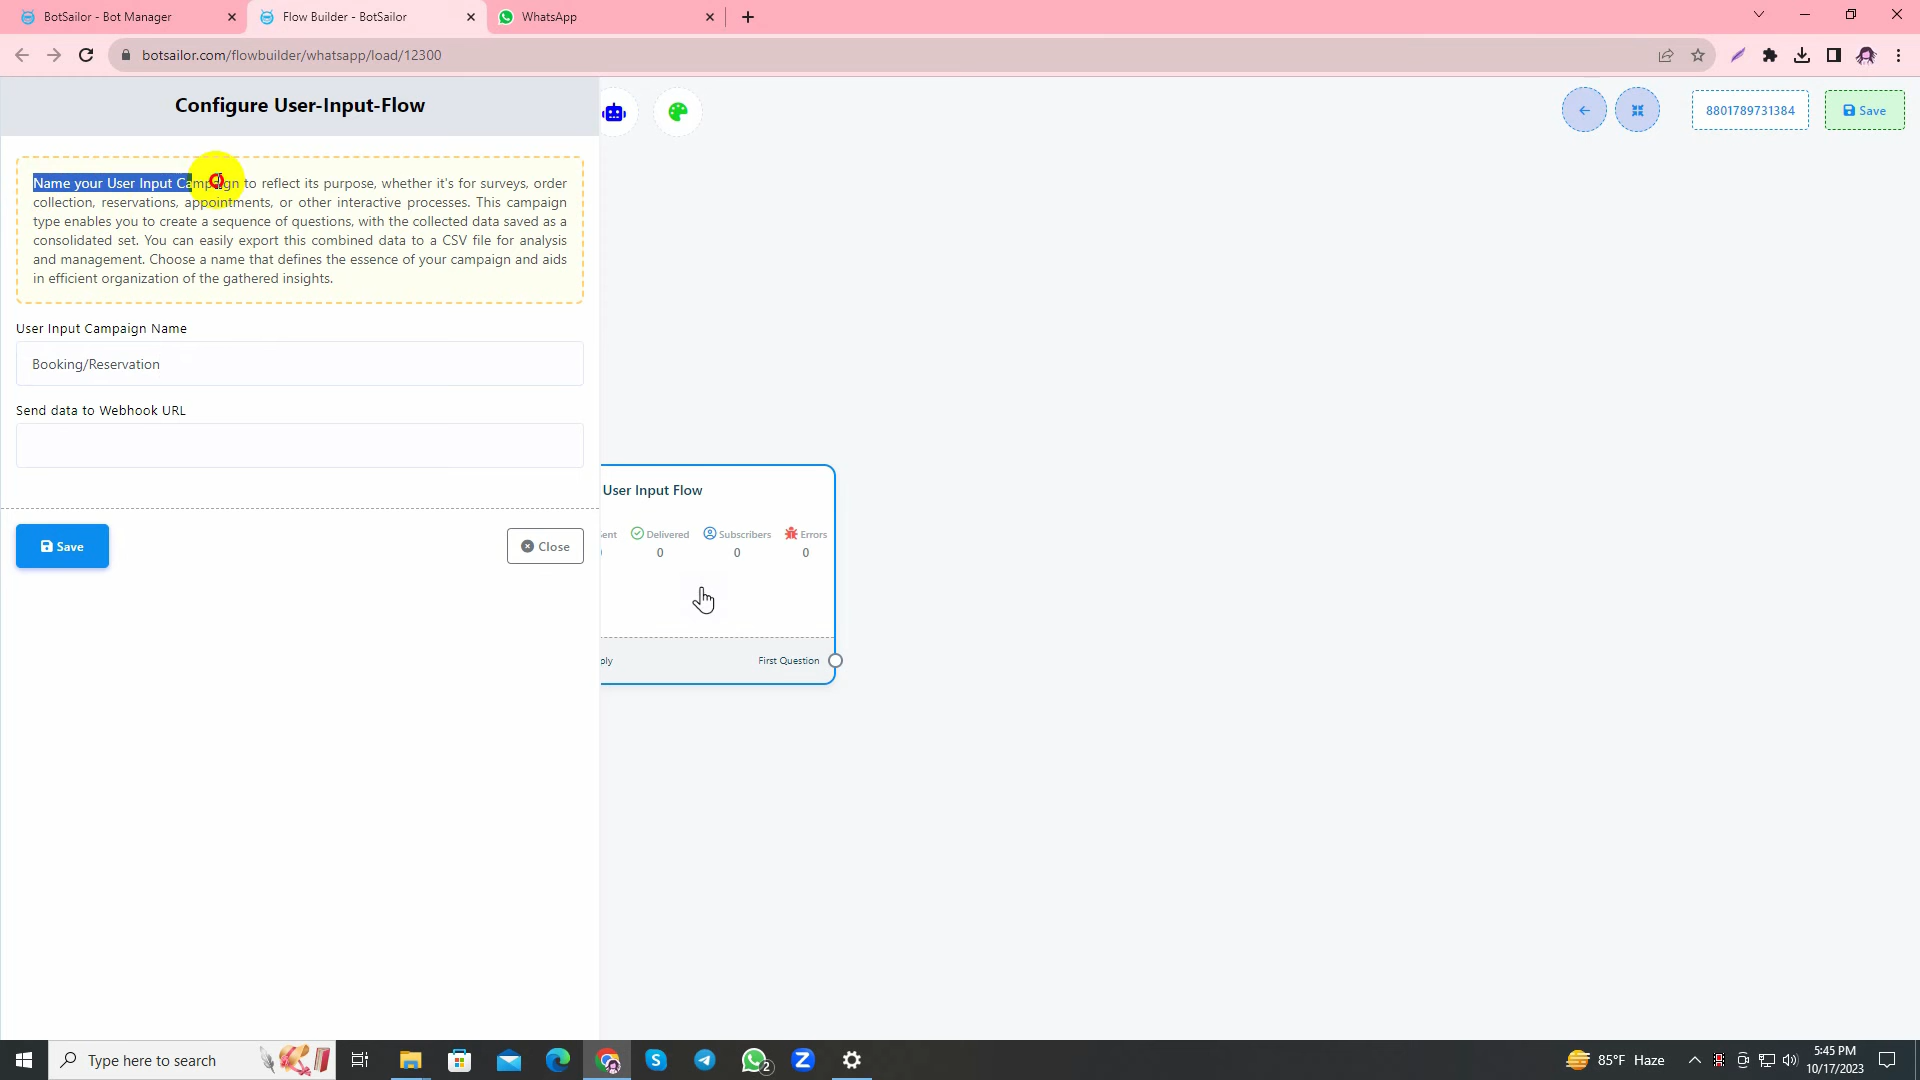 BotSailor - Bot Manager
Flow Builder - BotSailor
WhatsApp
botsailor.com/flowbuilder/whatsapp/load/12300
Configure User-Input-Flow
8801789731384
Save
Name your User Input Campaign to reflect its purpose, whether it's for surveys, order
collection, reservations, appointments, or other interactive processes. This campaign
type enables you to create a sequence of questions, with the collected data saved as a
consolidated set. You can easily export this combined data to a CSV file for analysis
and management. Choose a name that defines the essence of your campaign and aids
in efficient organization of the gathered insights.
User Input Campaign Name
Booking/Reservation
Send data to Webhook URL
Save
Close
User Input Flow
Delivered
Subscribers
Errors
0
0
0
First Question
Type here to search
2
85°F Haze
5:45 PM
10/17/2023